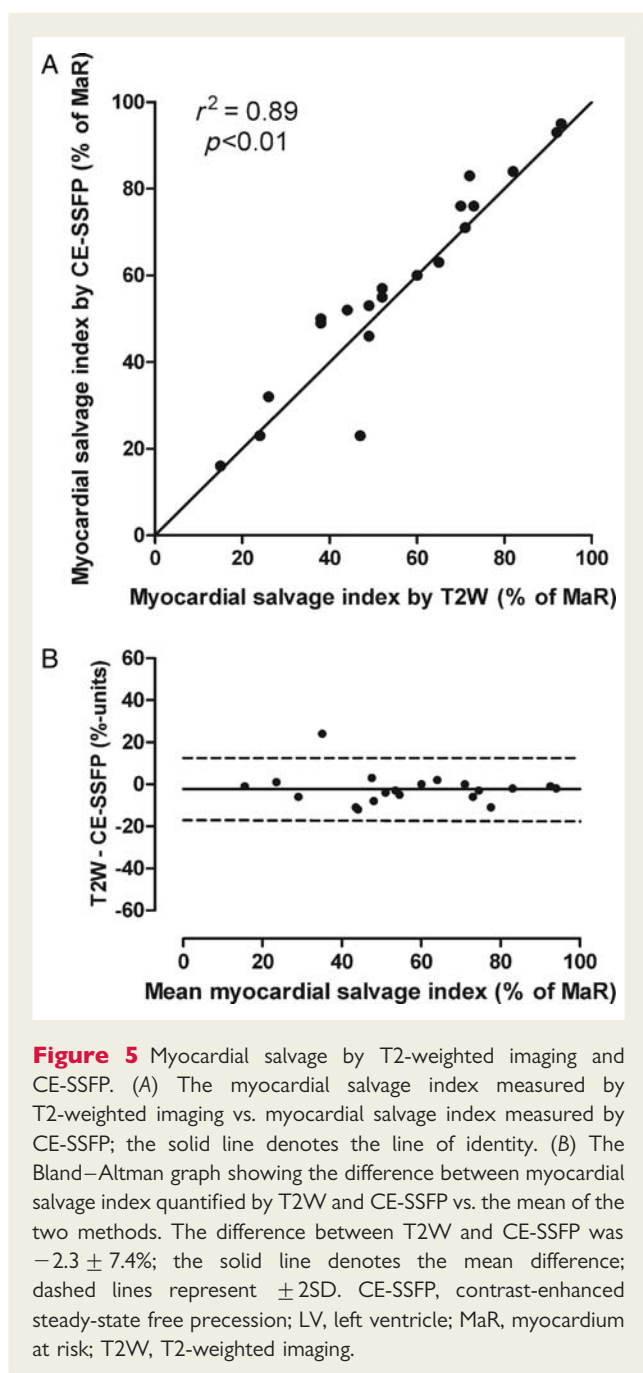 A
r² = 0.89
p<0.01
Myocardial salvage index by CE-SSFP (% of MaR)
100
80
60
40
20
0
0 20 40 60 80 100
Myocardial salvage index by T2W (% of MaR)
B
T2W - CE-SSFP (%-units)
60
40
20
0
-20
-40
-60
0 20 40 60 80 100
Mean myocardial salvage index (% of MaR)
Figure 5 Myocardial salvage by T2-weighted imaging and
CE-SSFP. (A) The myocardial salvage index measured by
T2-weighted imaging vs. myocardial salvage index measured by
CE-SSFP; the solid line denotes the line of identity. (B) The
Bland–Altman graph showing the difference between myocardial
salvage index quantified by T2W and CE-SSFP vs. the mean of the
two methods. The difference between T2W and CE-SSFP was
−2.3 ± 7.4%; the solid line denotes the mean difference;
dashed lines represent ±2SD. CE-SSFP, contrast-enhanced
steady-state free precession; LV, left ventricle; MaR, myocardium
at risk; T2W, T2-weighted imaging.